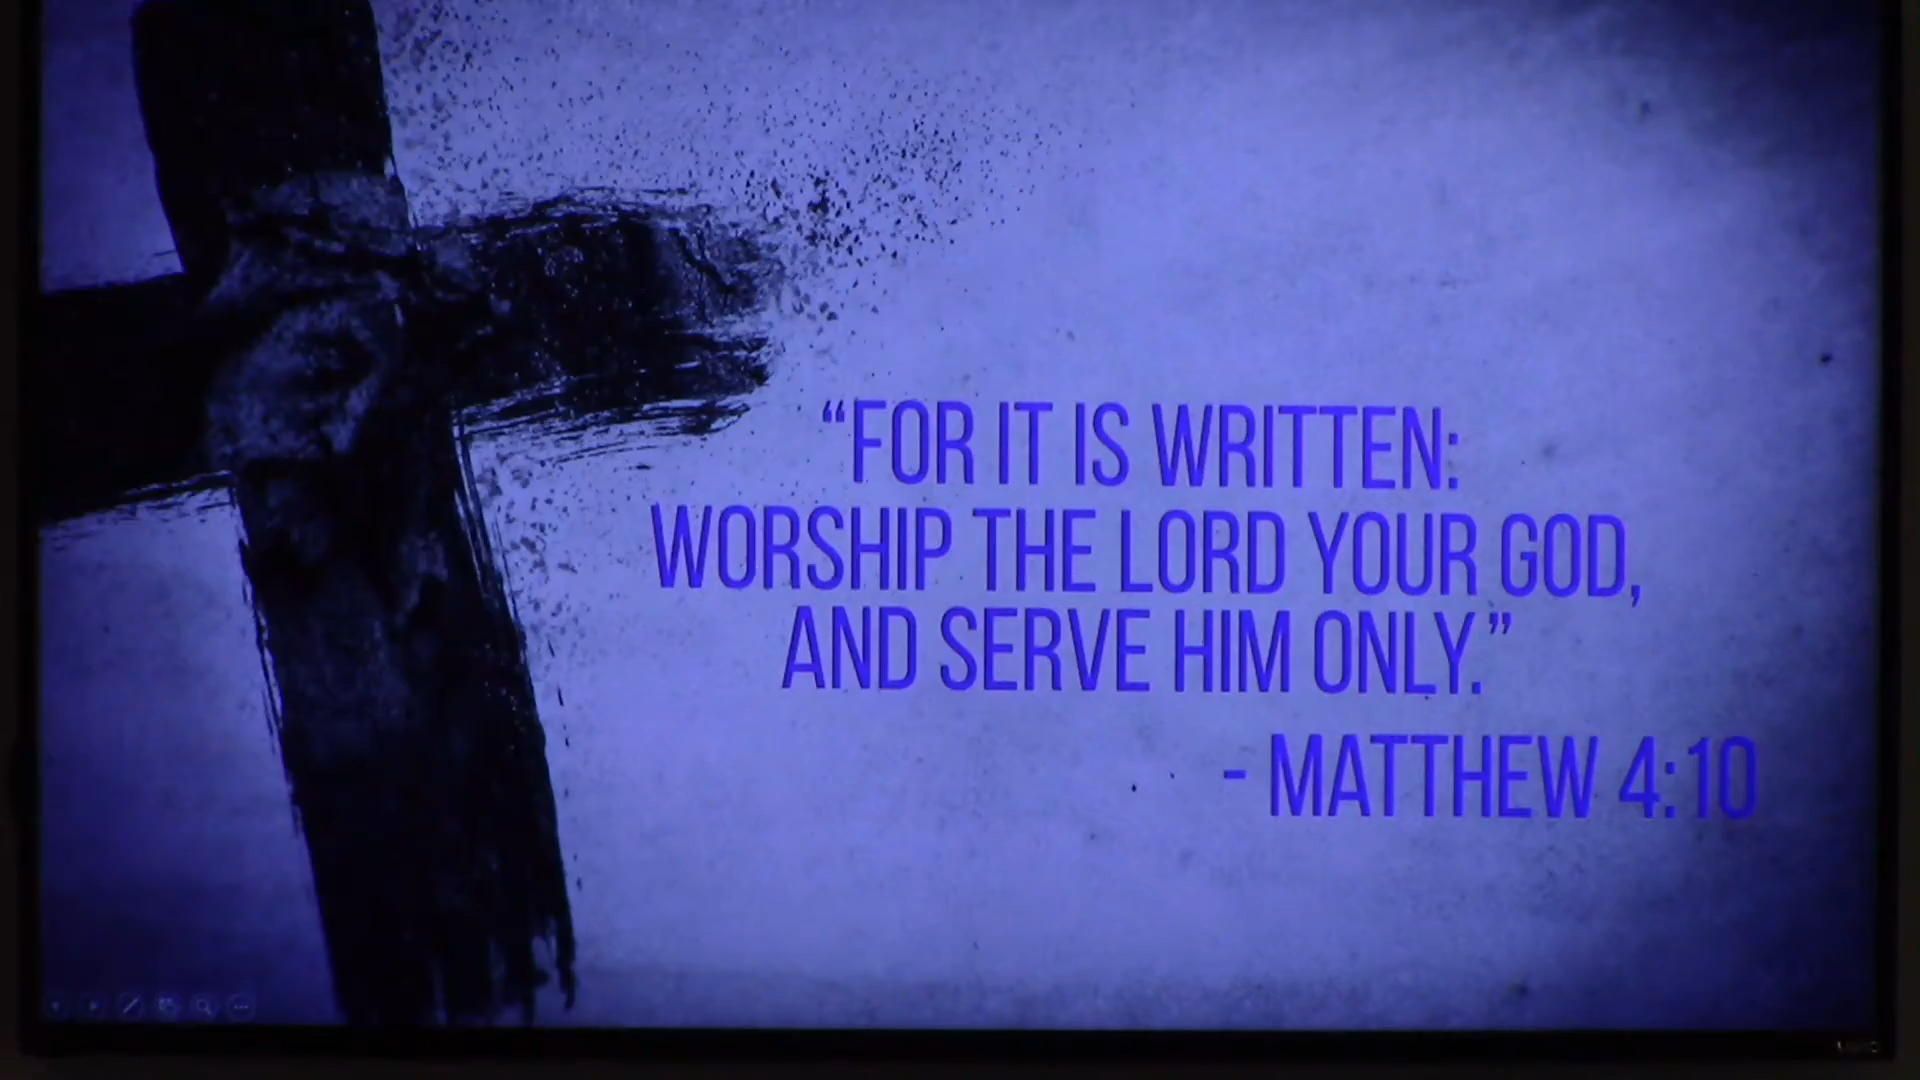 “FOR IT IS WRITTEN:
WORSHIP THE LORD YOUR GOD,
AND SERVE HIM ONLY.”
- MATTHEW 4:10